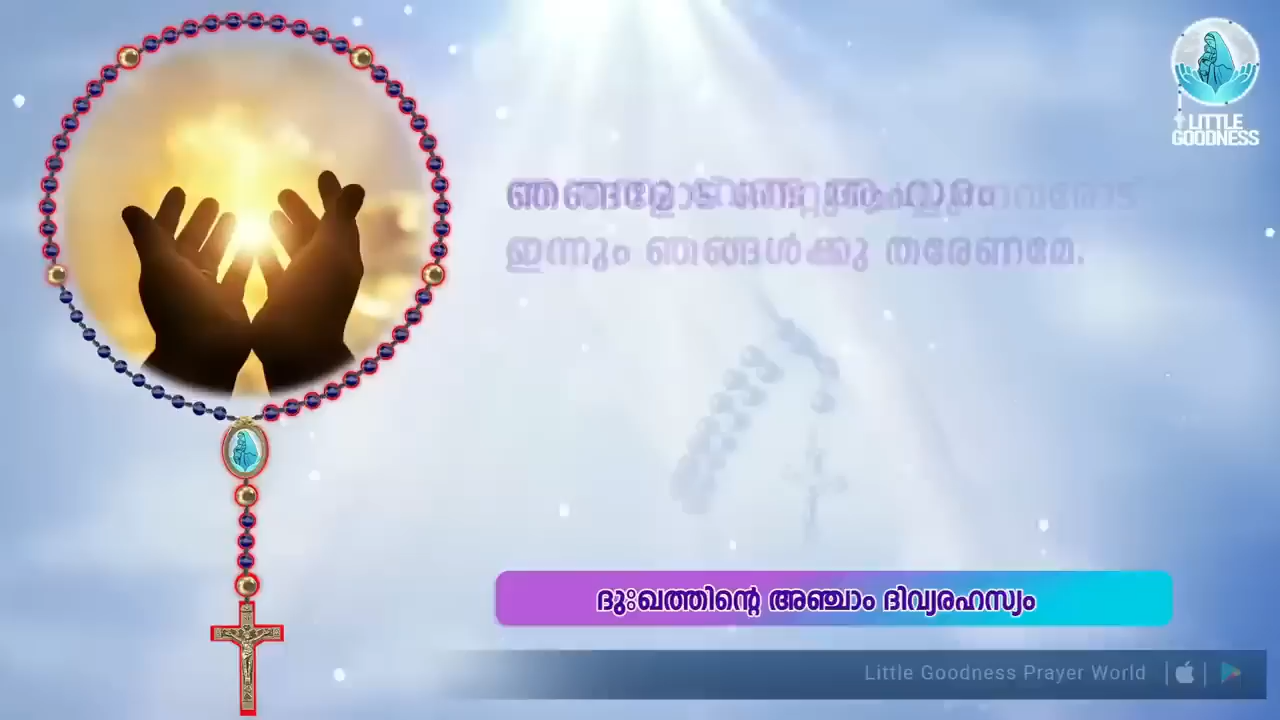 LITTLE
GOODNESS
ഇന്നും ഞങ്ങൾക്കു തരേണമേ.
ദുഃഖത്തിന്റെ അഞ്ചാം ദിവ്യരഹസ്യം
Little Goodness Prayer World